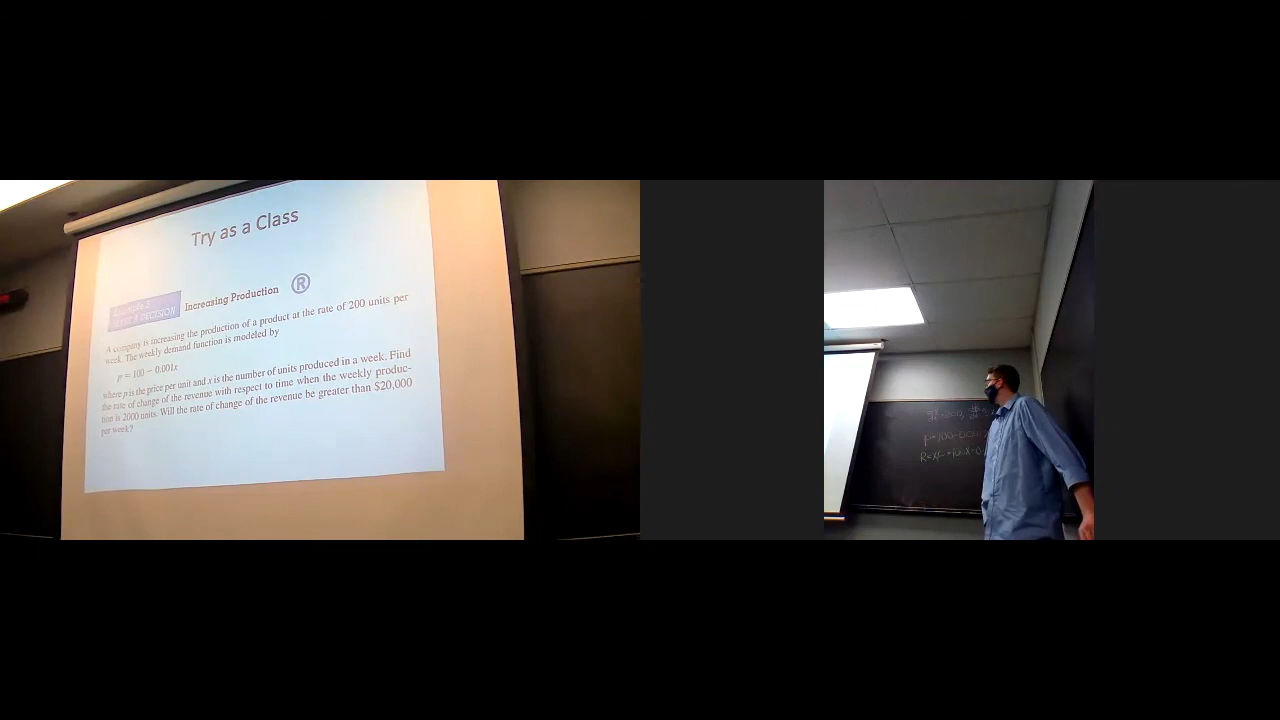 Try as a Class
DECISION
Increasing Production
®
A company is increasing the production of a product at the rate of 200 units per
week. The weekly demand function is modeled by
p = 100 − 0.001x
where p is the price per unit and x is the number of units produced in a week. Find
the rate of change of the revenue with respect to time when the weekly produc-
tion is 2000 units. Will the rate of change of the revenue be greater than $20,000
per week?